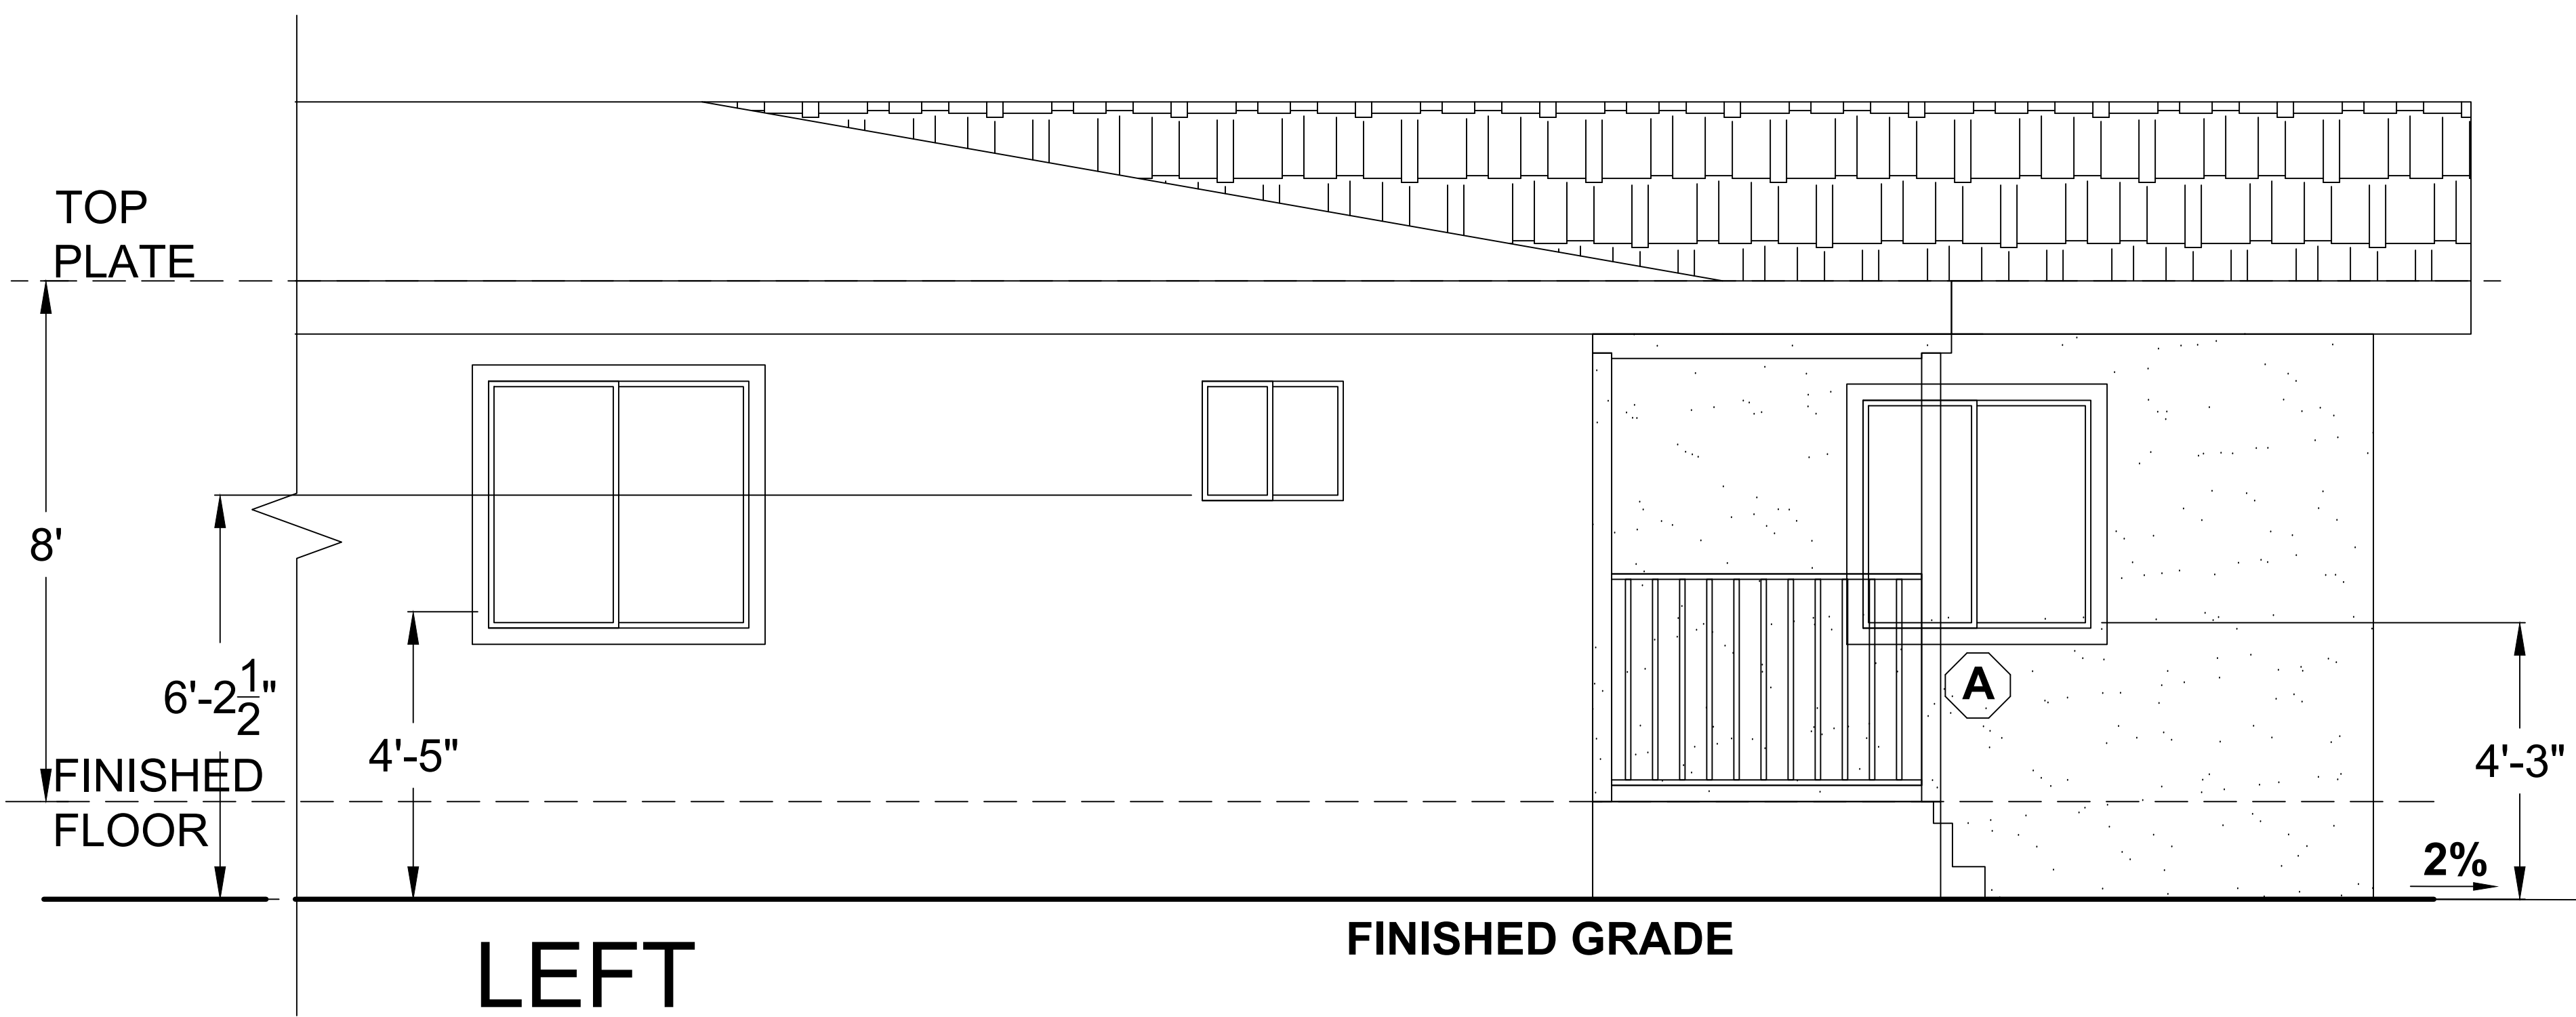 TOP
PLATE
8'
6'-2 1/2"
4'-5"
FINISHED
FLOOR
A
4'-3"
2%
FINISHED GRADE
LEFT